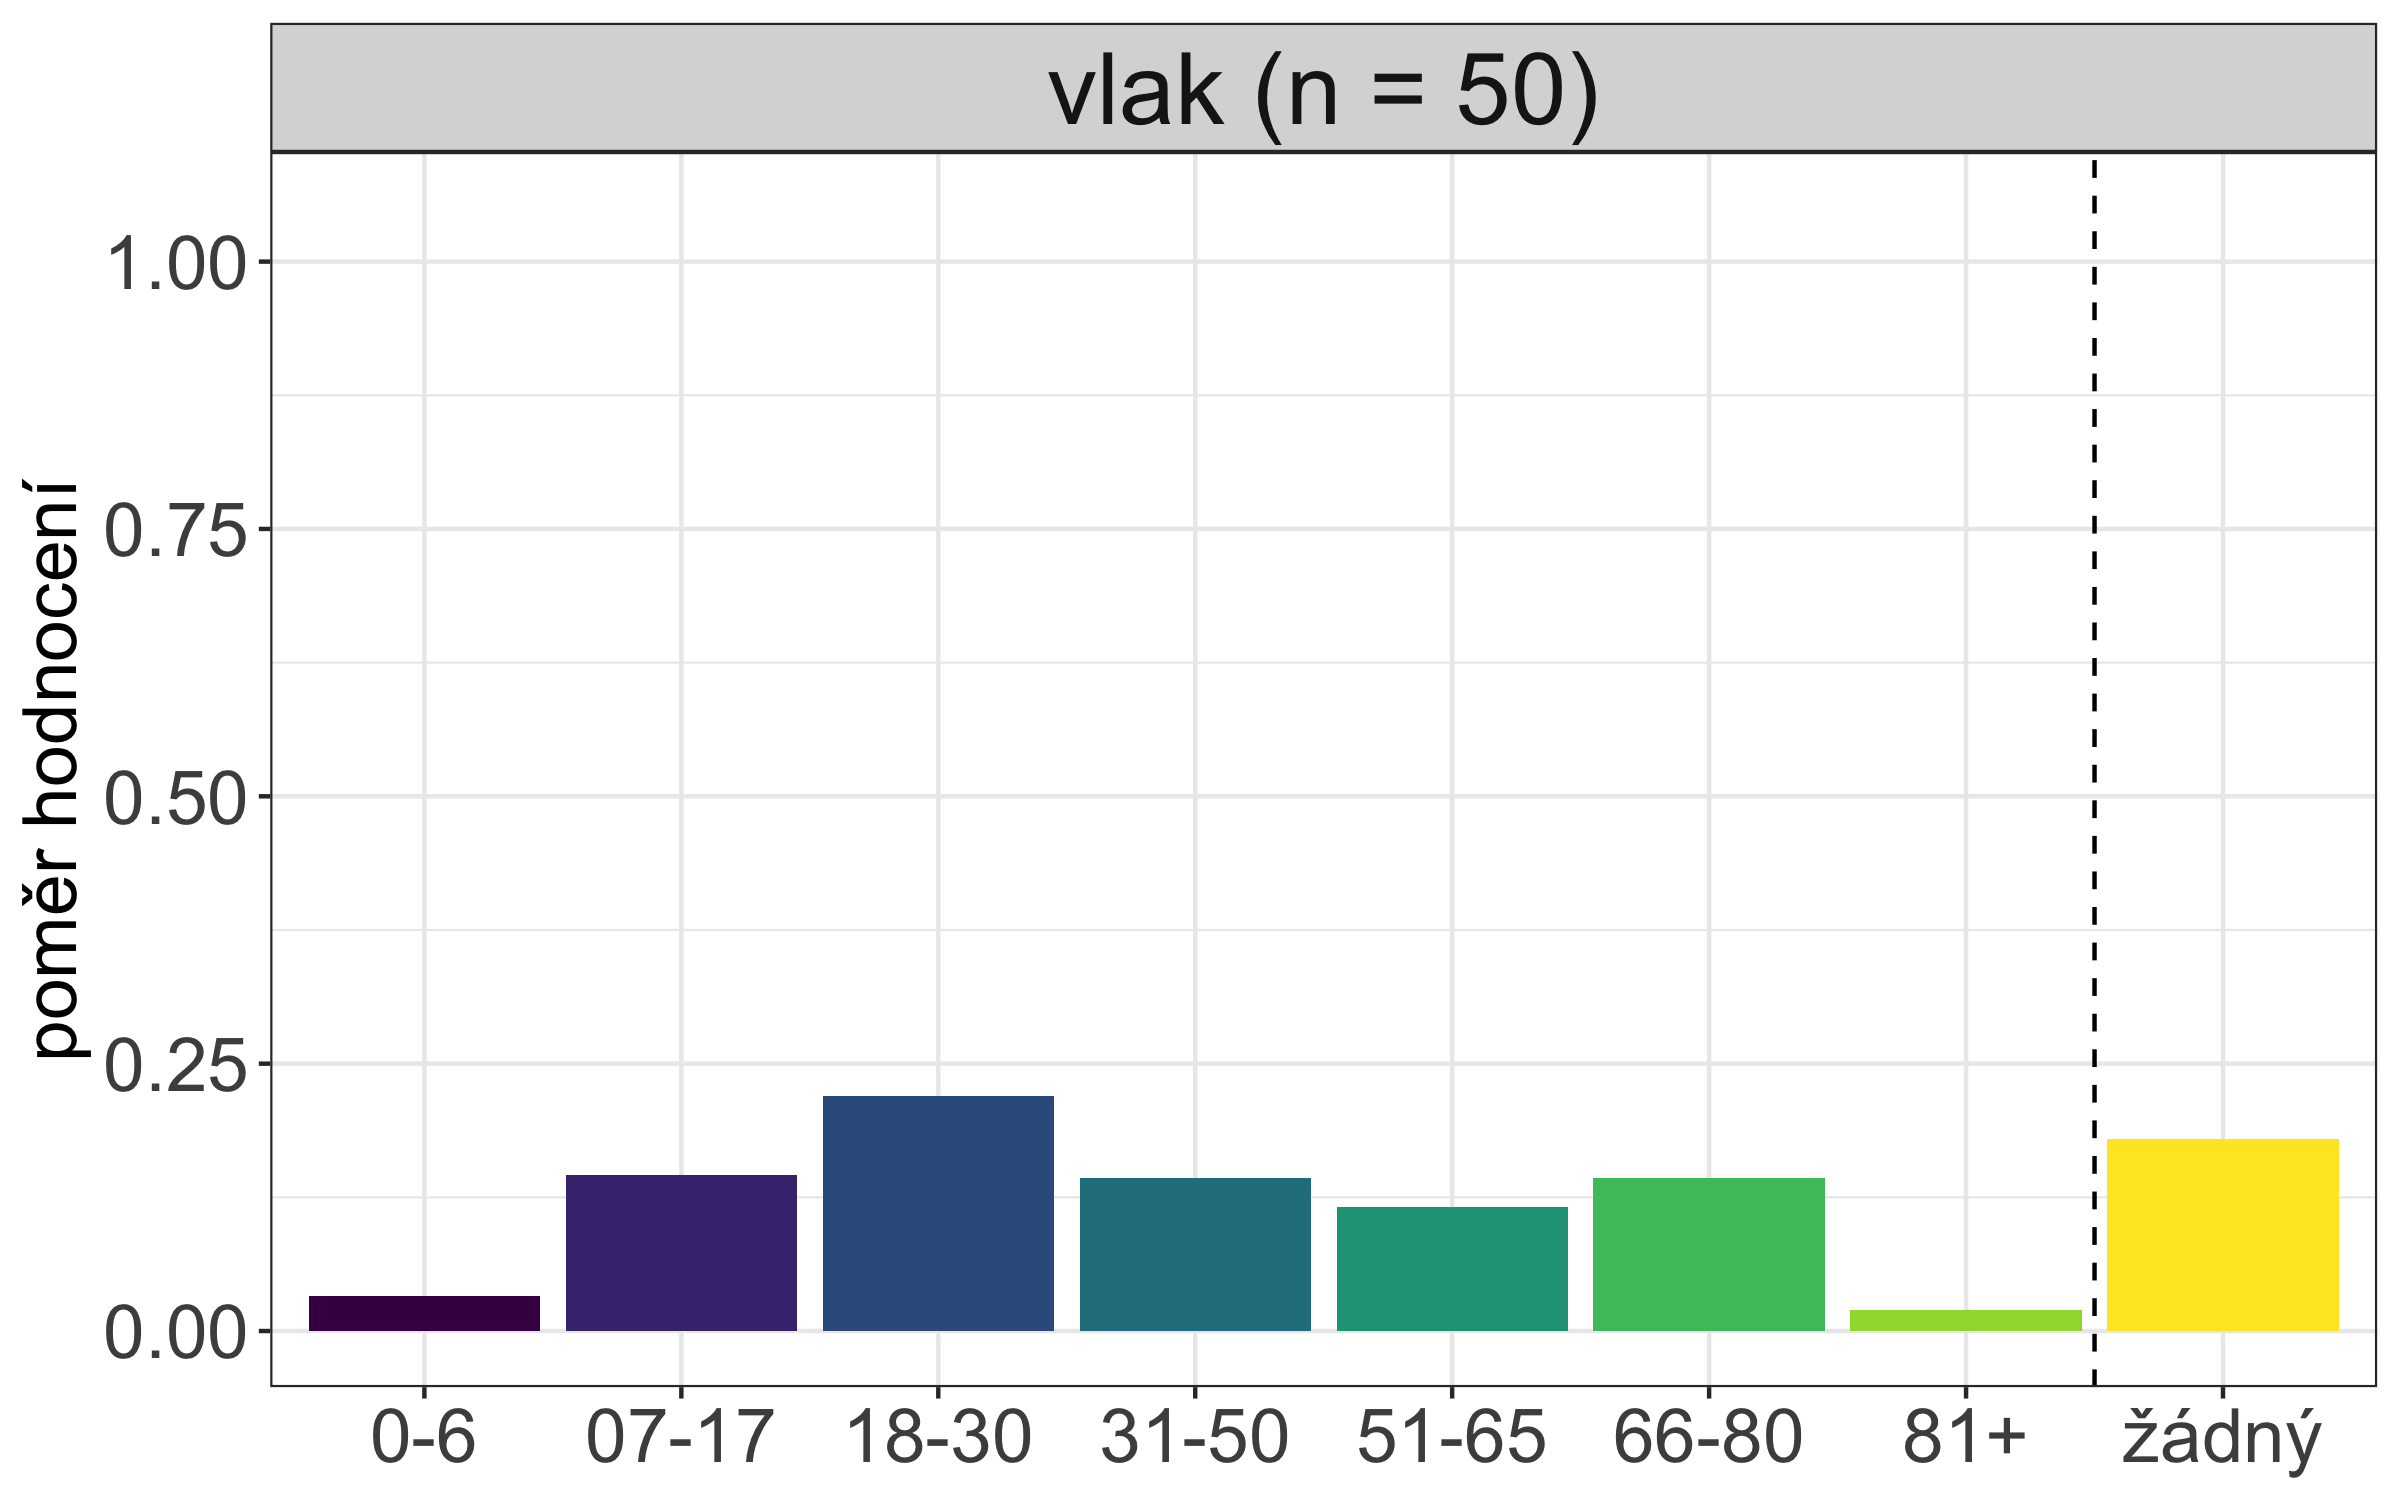 vlak (n = 50)
poměr hodnocení
1.00
0.75
0.50
0.25
0.00
0-6 07-17 18-30 31-50 51-65 66-80 81+ žádný